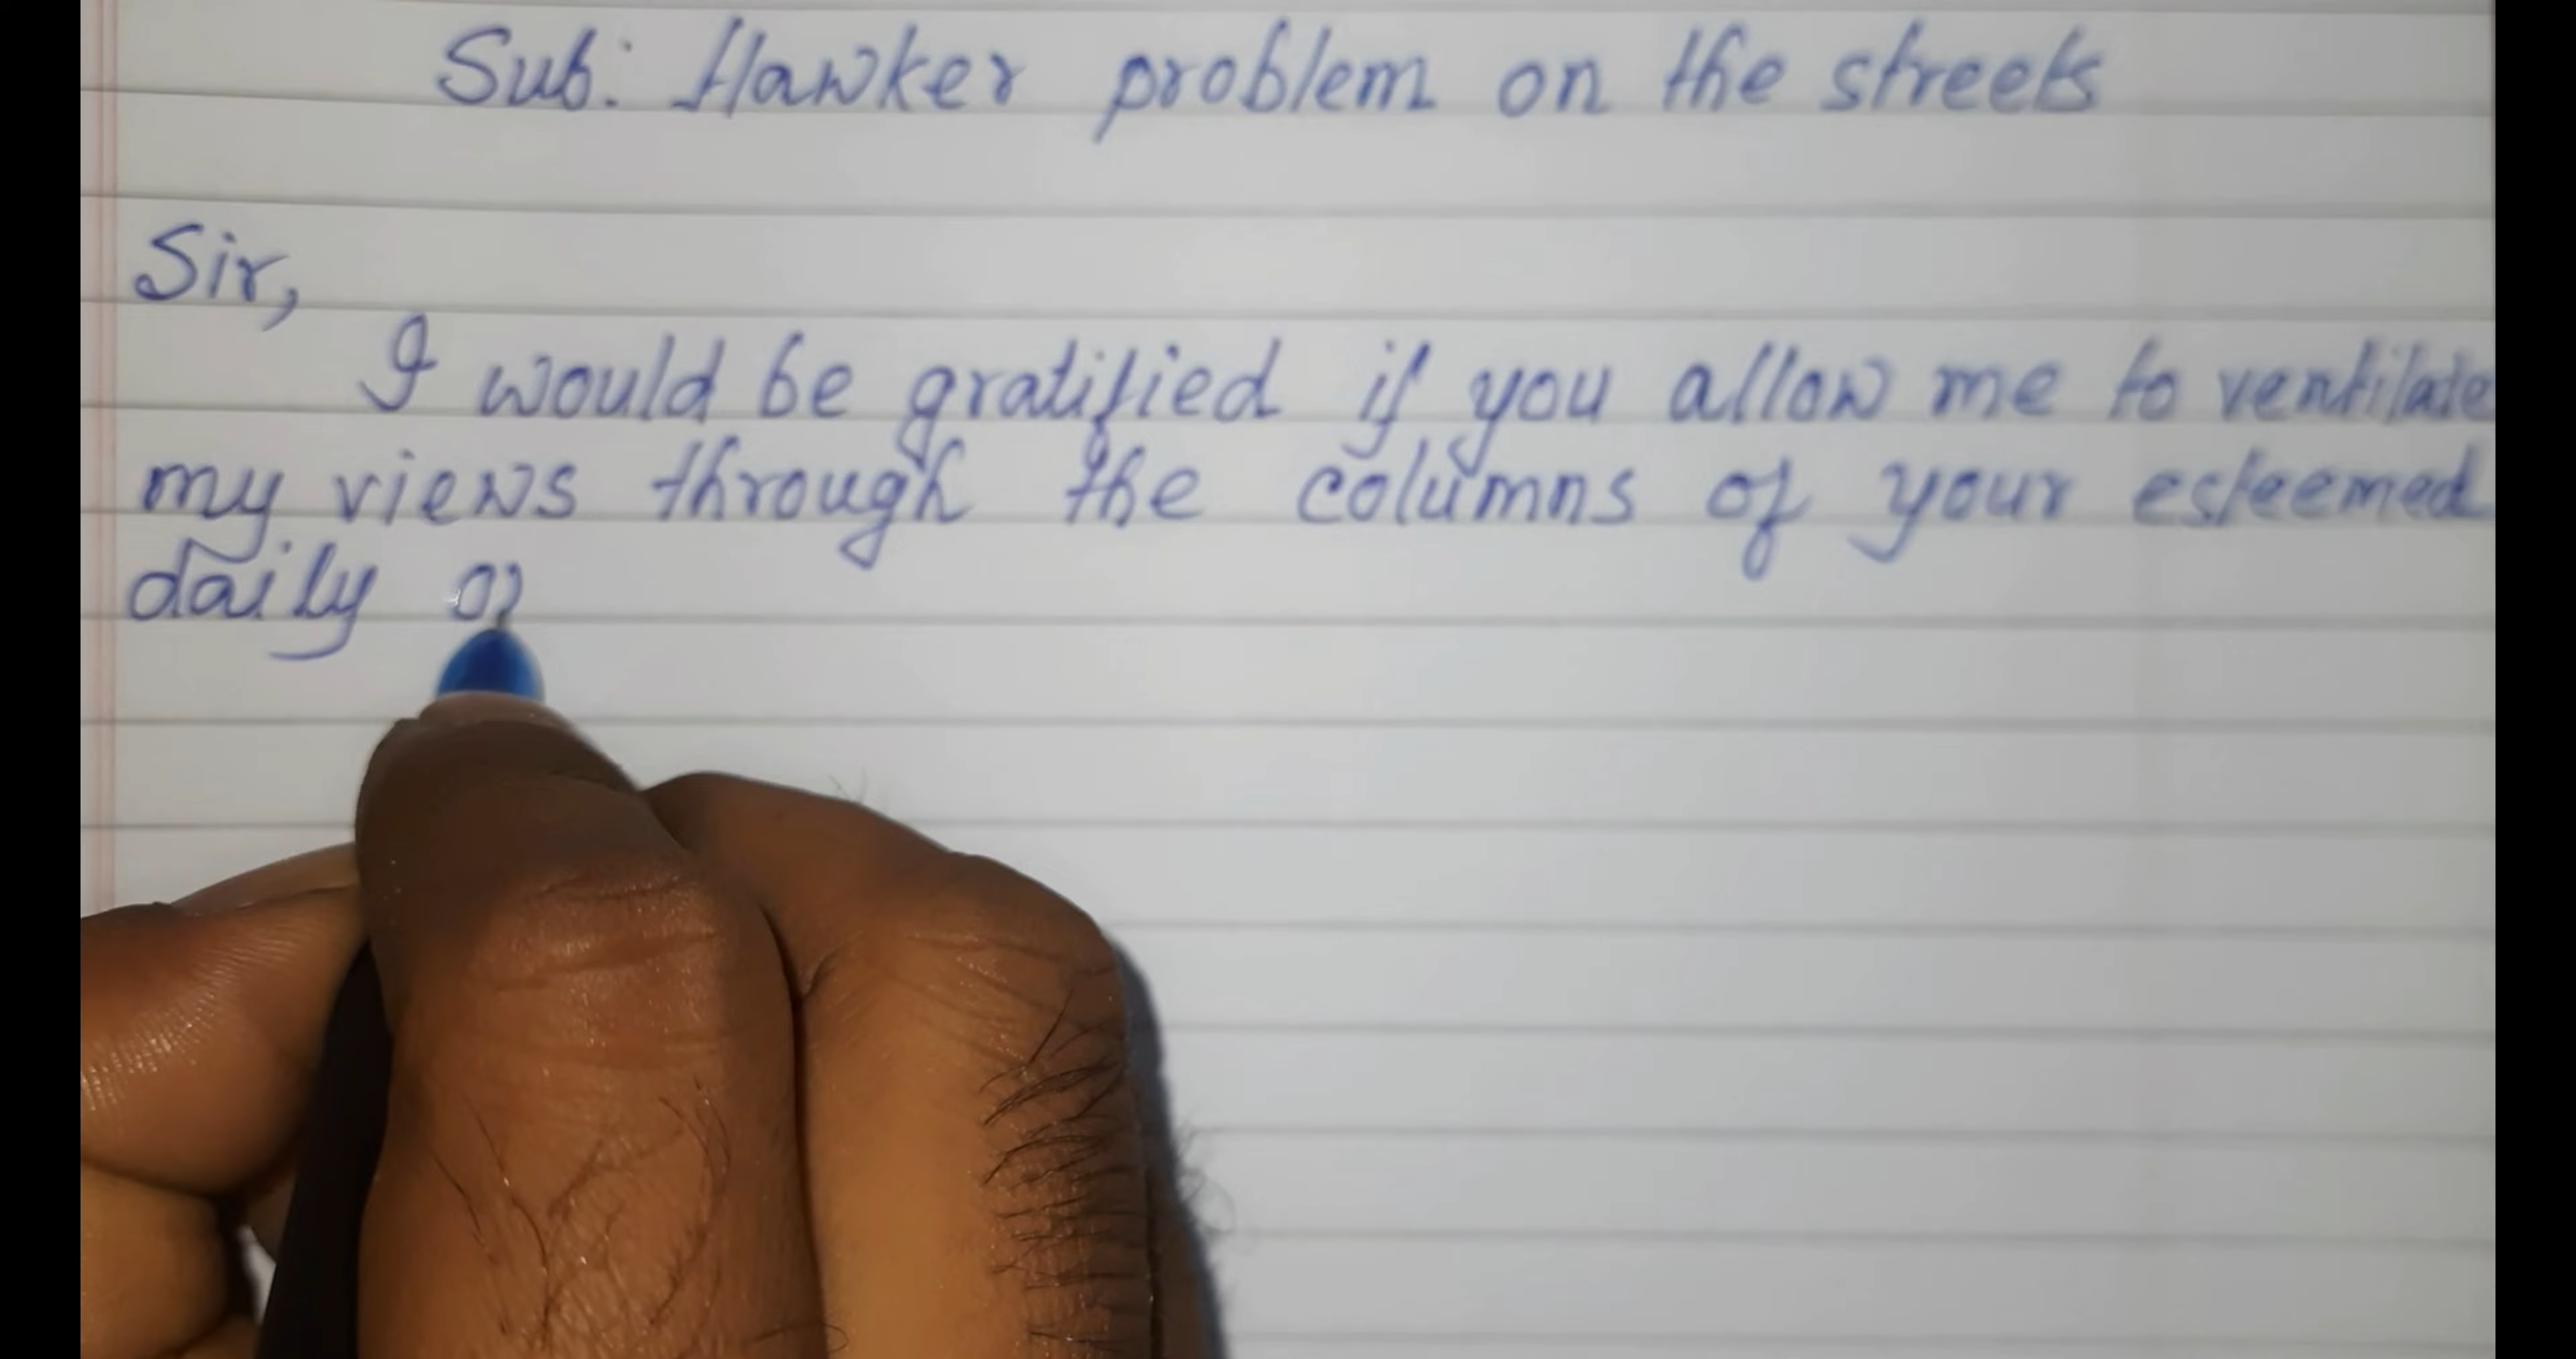 Sub: Hawker problem on the streets
Sir,
I would be gratified if you allow me to ventilate
my views through the columns of your esteemed
daily